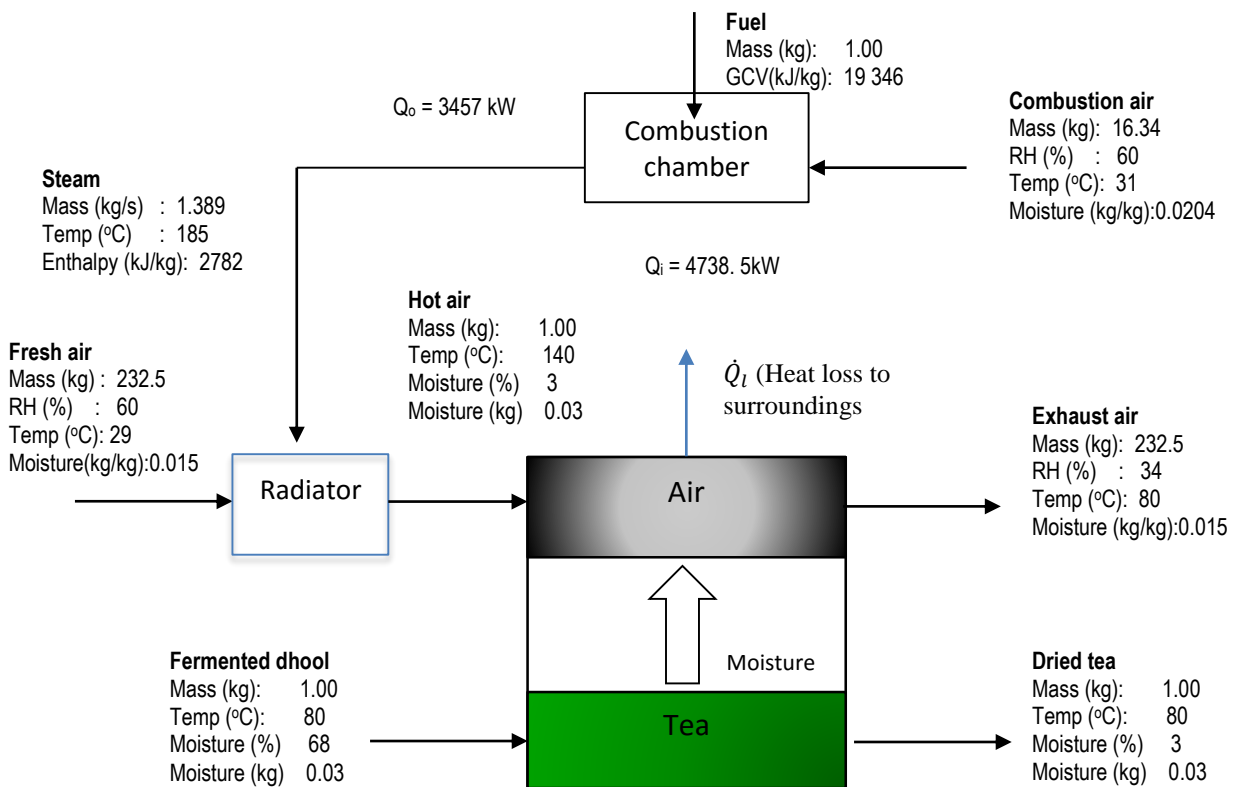 Fuel
Mass (kg): 1.00
GCV(kJ/kg): 19 346
Qo = 3457 kW
Combustion chamber
Combustion air
Mass (kg): 16.34
RH (%) : 60
Temp (oC): 31
Moisture (kg/kg):0.0204
Steam
Mass (kg/s) : 1.389
Temp (oC) : 185
Enthalpy (kJ/kg): 2782
Qi = 4738. 5kW
Hot air
Mass (kg): 1.00
Temp (oC): 140
Moisture (%) 3
Moisture (kg) 0.03
Fresh air
Mass (kg) : 232.5
RH (%) : 60
Temp (oC): 29
Moisture(kg/kg):0.015
Q̇l (Heat loss to
surroundings
Exhaust air
Mass (kg): 232.5
RH (%) : 34
Temp (oC): 80
Moisture (kg/kg):0.015
Radiator
Air
Moisture
Fermented dhool
Mass (kg): 1.00
Temp (oC): 80
Moisture (%) 68
Moisture (kg) 0.03
Tea
Dried tea
Mass (kg): 1.00
Temp (oC): 80
Moisture (%) 3
Moisture (kg) 0.03